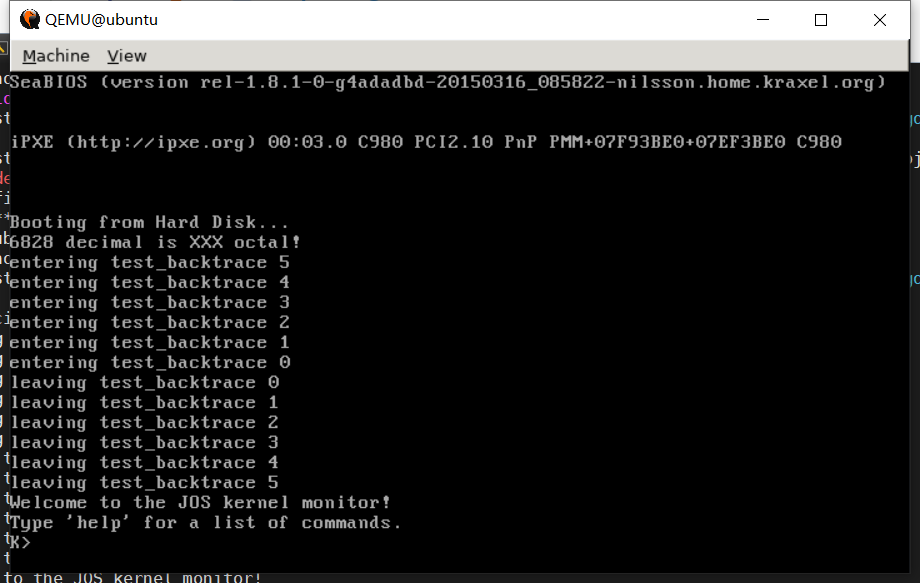 QEMU@ubuntu
Machine View
SeaBIOS (version rel-1.8.1-0-g4adadbd-20150316_085822-nilsson.home.kraxel.org)
iPXE (http://ipxe.org) 00:03.0 C980 PCI2.10 PnP PMM+07F93BE0+07EF3BE0 C980
Booting from Hard Disk...
6828 decimal is XXX octal!
entering test_backtrace 5
entering test_backtrace 4
entering test_backtrace 3
entering test_backtrace 2
entering test_backtrace 1
entering test_backtrace 0
leaving test_backtrace 0
leaving test_backtrace 1
leaving test_backtrace 2
leaving test_backtrace 3
leaving test_backtrace 4
leaving test_backtrace 5
Welcome to the JOS kernel monitor!
Type 'help' for a list of commands.
K>
to the JOS kernel monitor!